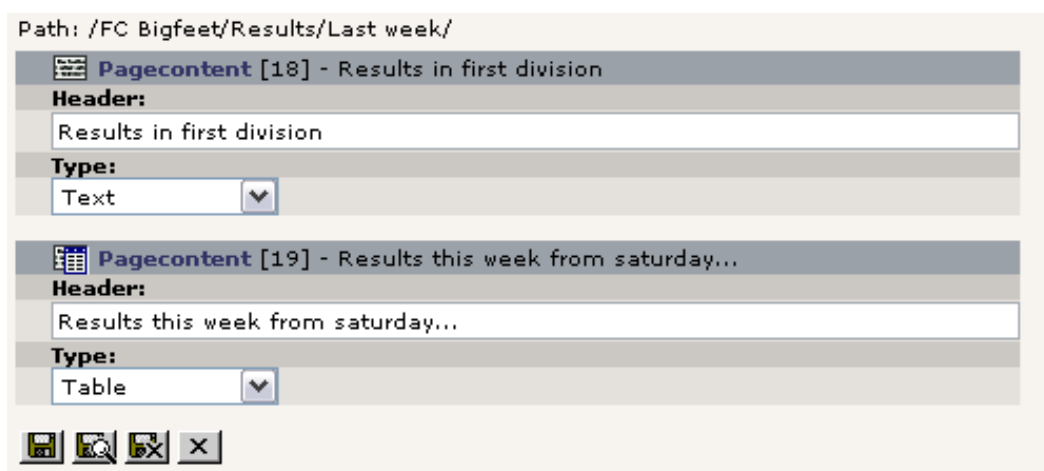 Path: /FC Bigfeet/Results/Last week/
Pagecontent [18] - Results in first division
Header:
Results in first division
Type:
Text
Pagecontent [19] - Results this week from saturday...
Header:
Results this week from saturday...
Type:
Table